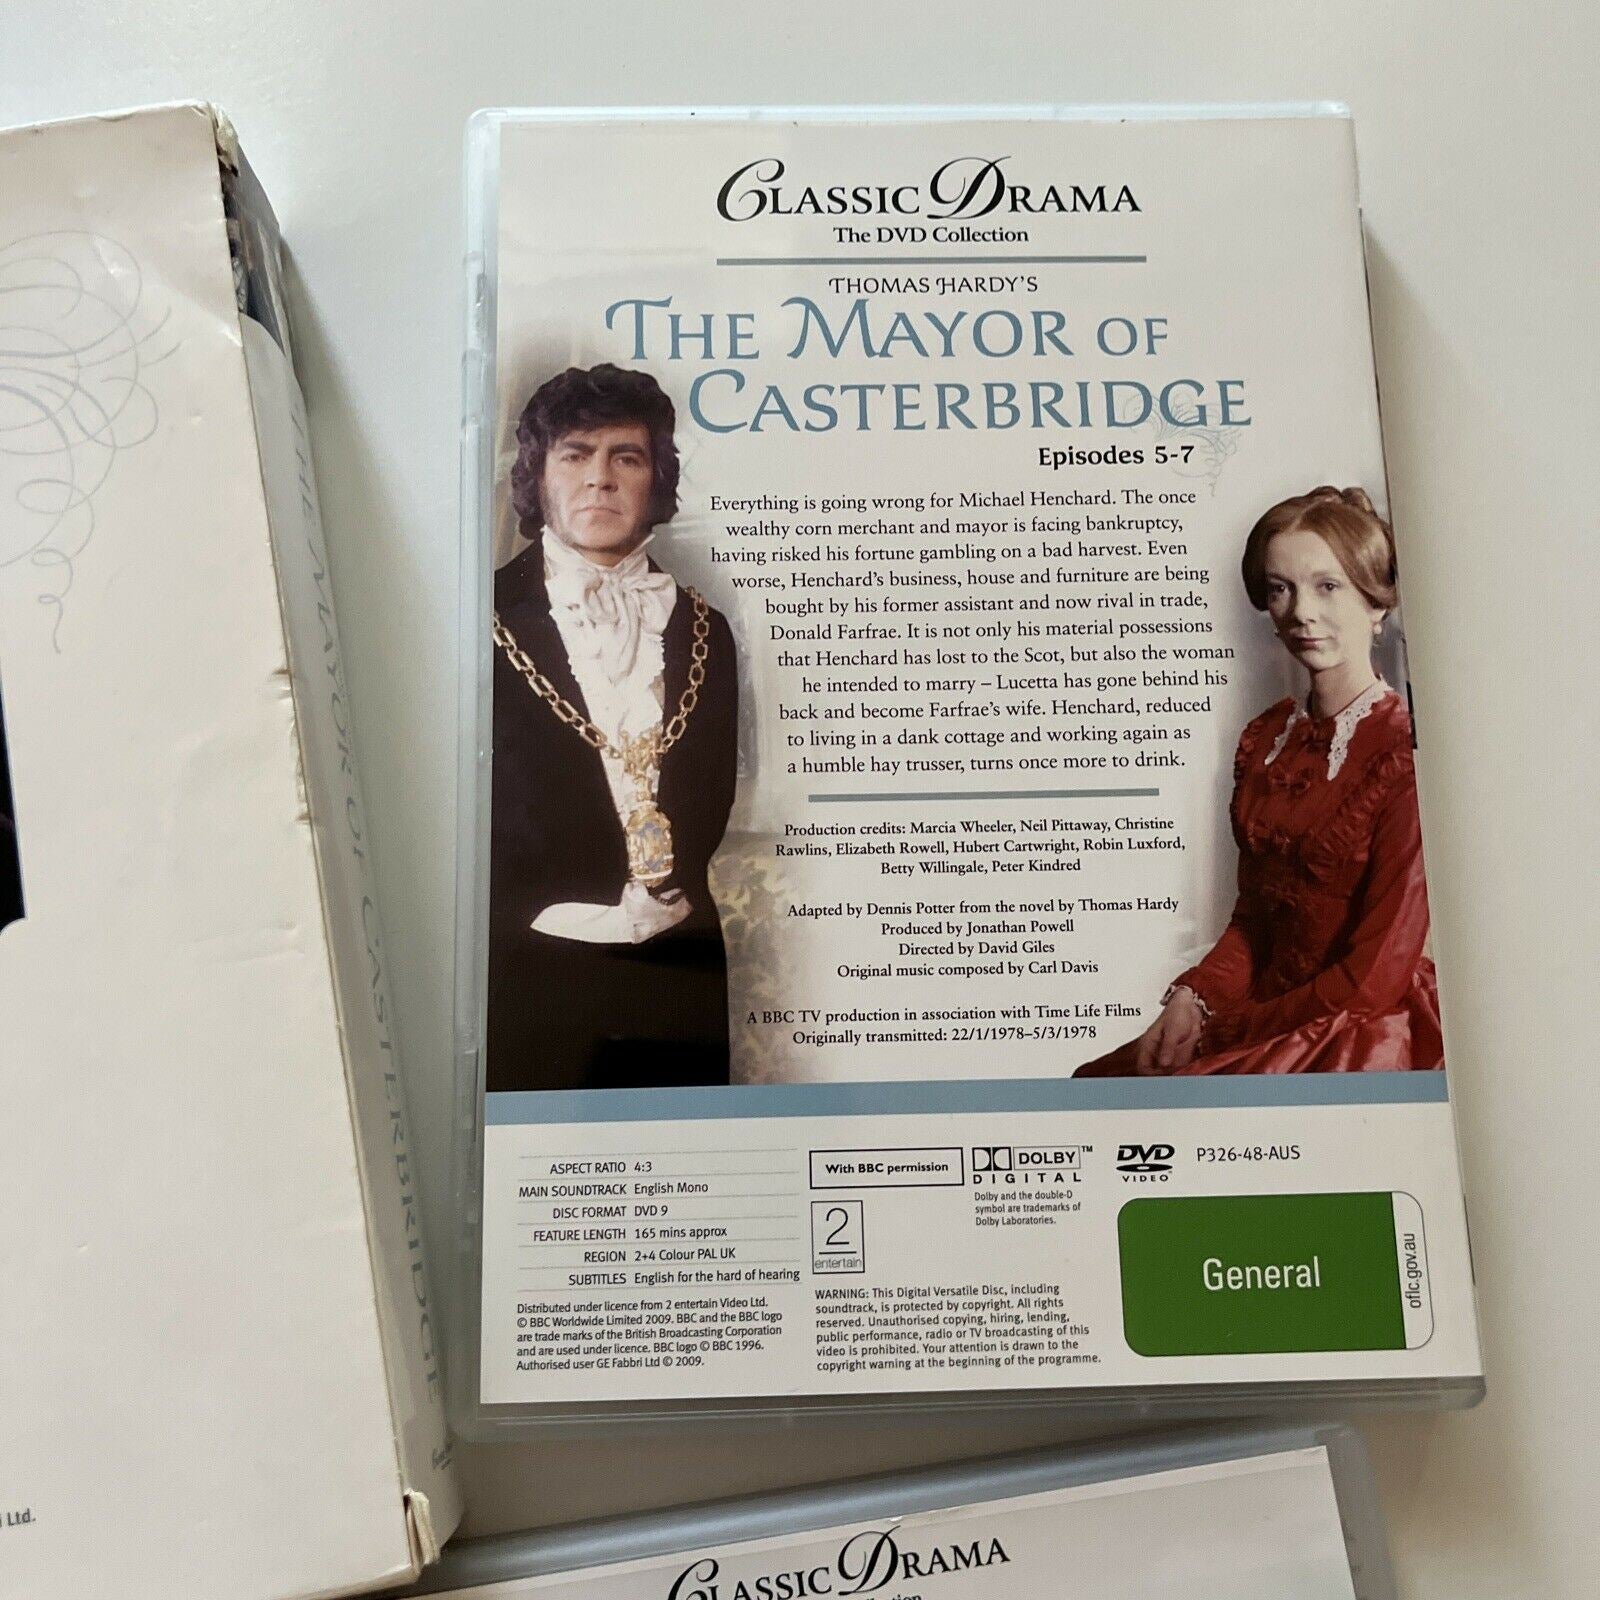 CLASSIC DRAMA
The DVD Collection
THOMAS HARDY'S
THE MAYOR OF
CASTERBRIDGE
Episodes 5-7
Everything is going wrong for Michael Henchard. The once
wealthy corn merchant and mayor is facing bankruptcy,
having risked his fortune gambling on a bad harvest. Even
worse, Henchard's business, house and furniture are being
bought by his former assistant and now rival in trade,
Donald Farfrae. It is not only his material possessions
that Henchard has lost to the Scot, but also the woman
he intended to marry – Lucetta has gone behind his
back and become Farfrae's wife. Henchard, reduced
to living in a dank cottage and working again as
a humble hay trusser, turns once more to drink.
Production credits: Marcia Wheeler, Neil Pittaway, Christine
Rawlins, Elizabeth Rowell, Hubert Cartwright, Robin Luxford,
Betty Willingale, Peter Kindred
Adapted by Dennis Potter from the novel by Thomas Hardy
Produced by Jonathan Powell
Directed by David Giles
Original music composed by Carl Davis
A BBC TV production in association with Time Life Films
Originally transmitted: 22/1/1978–5/3/1978
ASPECT RATIO 4:3
MAIN SOUNDTRACK English Mono
DISC FORMAT DVD 9
FEATURE LENGTH 165 mins approx
REGION 2+4 Colour PAL UK
SUBTITLES English for the hard of hearing
Distributed under licence from 2 entertain Video Ltd.
© BBC Worldwide Limited 2009. BBC and the BBC logo
are trade marks of the British Broadcasting Corporation
and are used under licence. BBC logo © BBC 1996.
Authorised user GE Fabbri Ltd © 2009.
With BBC permission
2
entertain
DOLBY™
DIGITAL
Dolby and the double-D
symbol are trademarks of
Dolby Laboratories.
DVD
VIDEO™
P326-48-AUS
WARNING: This Digital Versatile Disc, including
soundtrack, is protected by copyright. All rights
reserved. Unauthorised copying, hiring, lending,
public performance, radio or TV broadcasting of this
video is prohibited. Your attention is drawn to the
copyright warning at the beginning of the programme.
General
oflc.gov.au
THE MAYOR OF CASTERBRIDGE
Ltd.
CLASSIC DRAMA